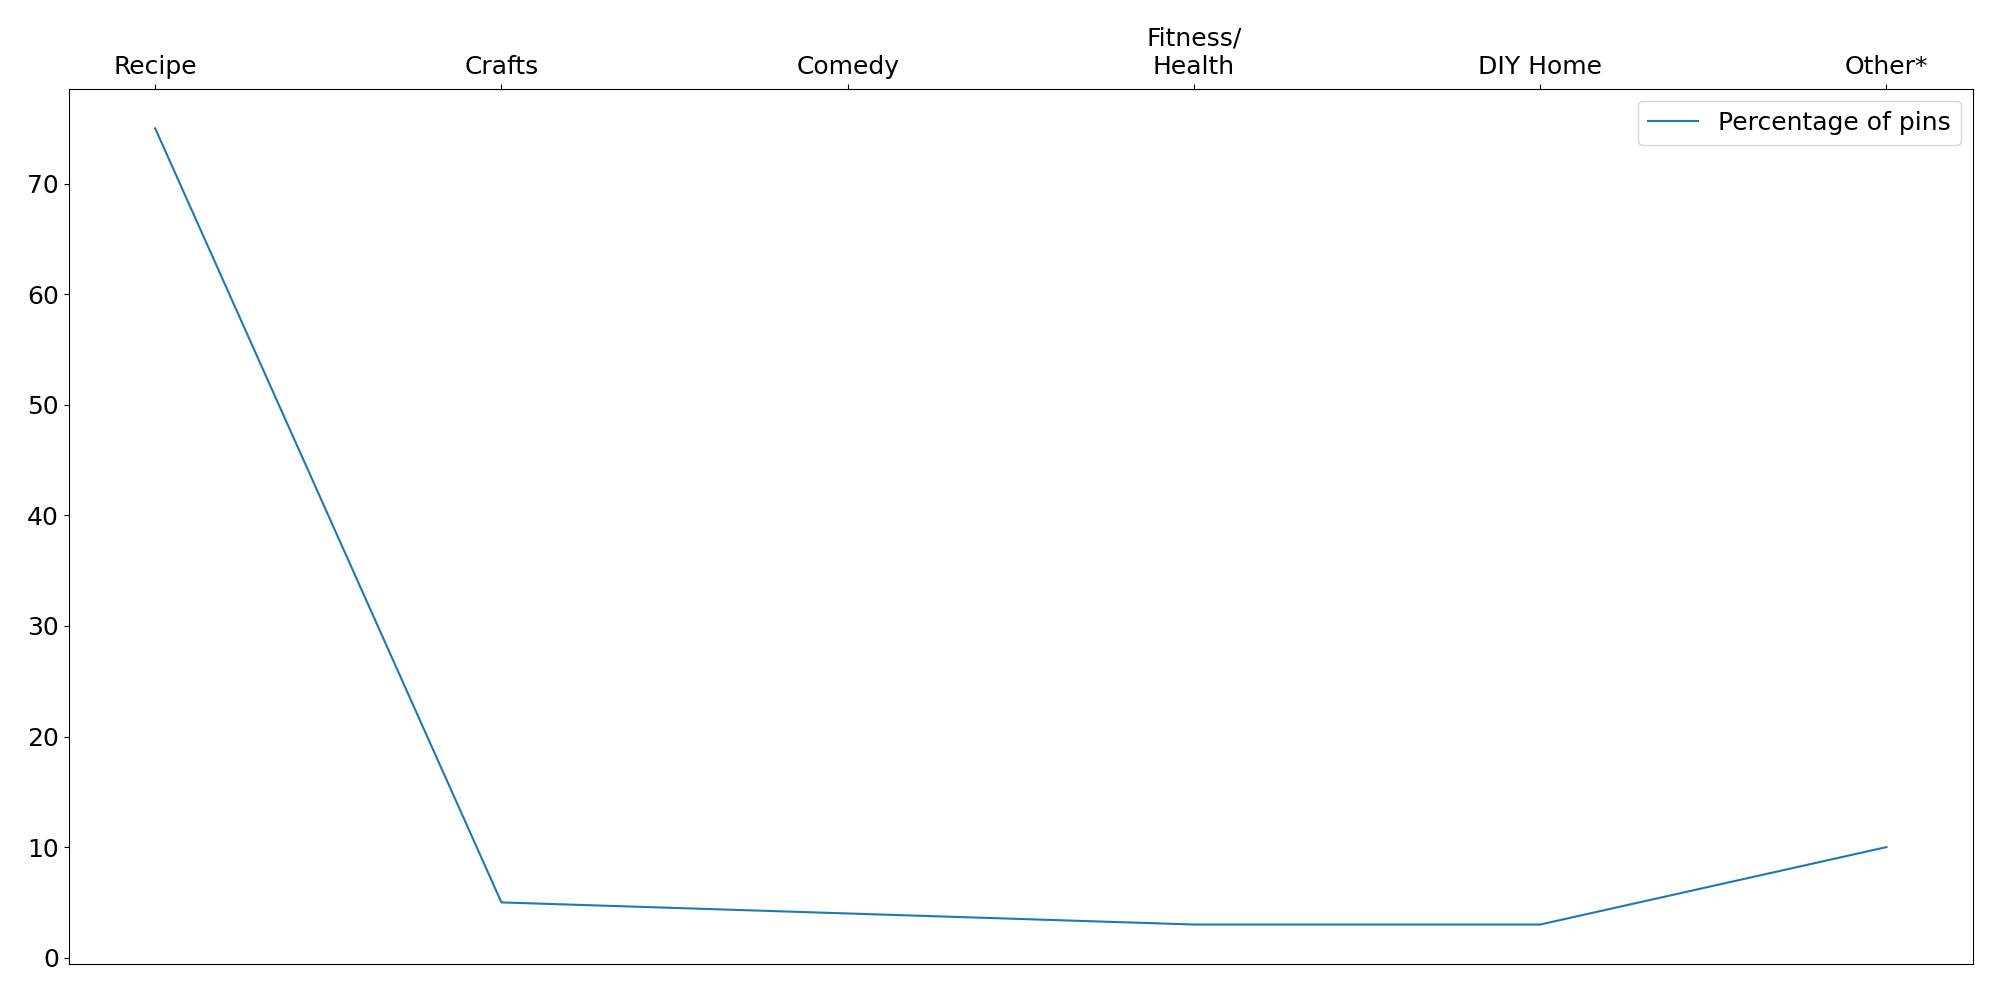 Recipe
Crafts
Comedy
Fitness/
Health
DIY Home
Other*
Percentage of pins
70
60
50
40
30
20
10
0